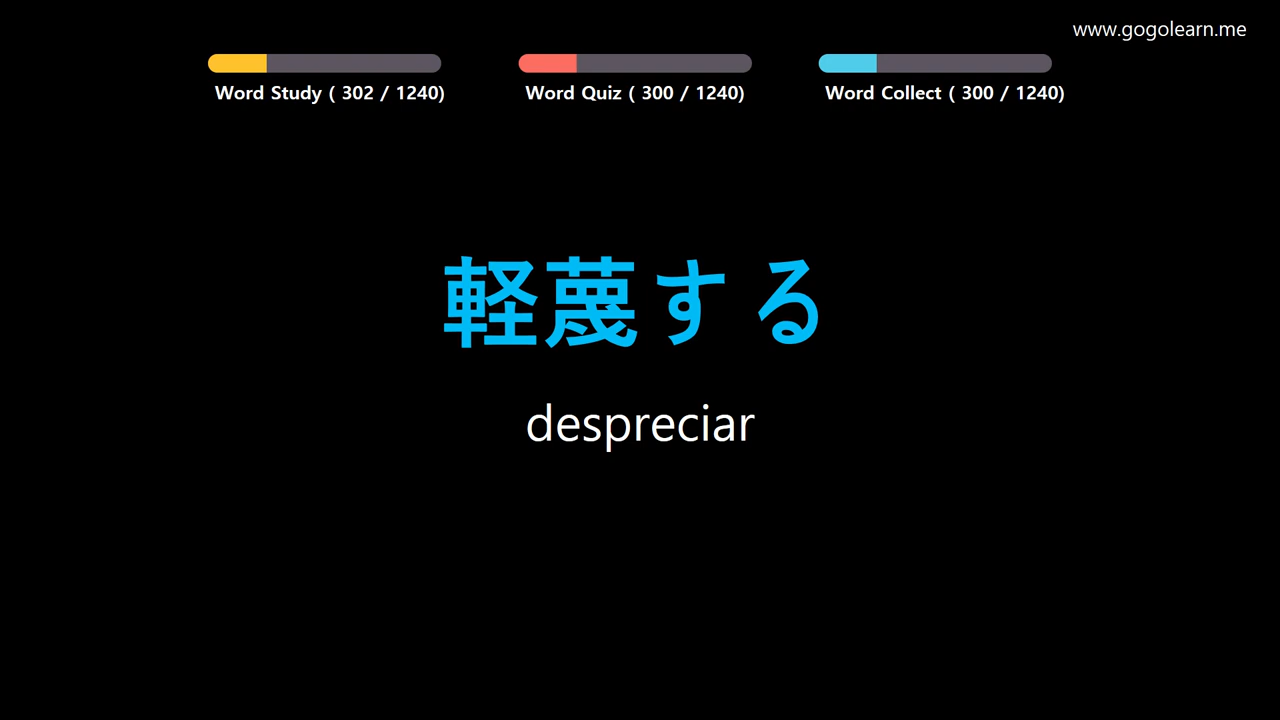 www.gogolearn.me
Word Study ( 302 / 1240)
Word Quiz ( 300 / 1240)
Word Collect ( 300 / 1240)
軽蔑する
despreciar